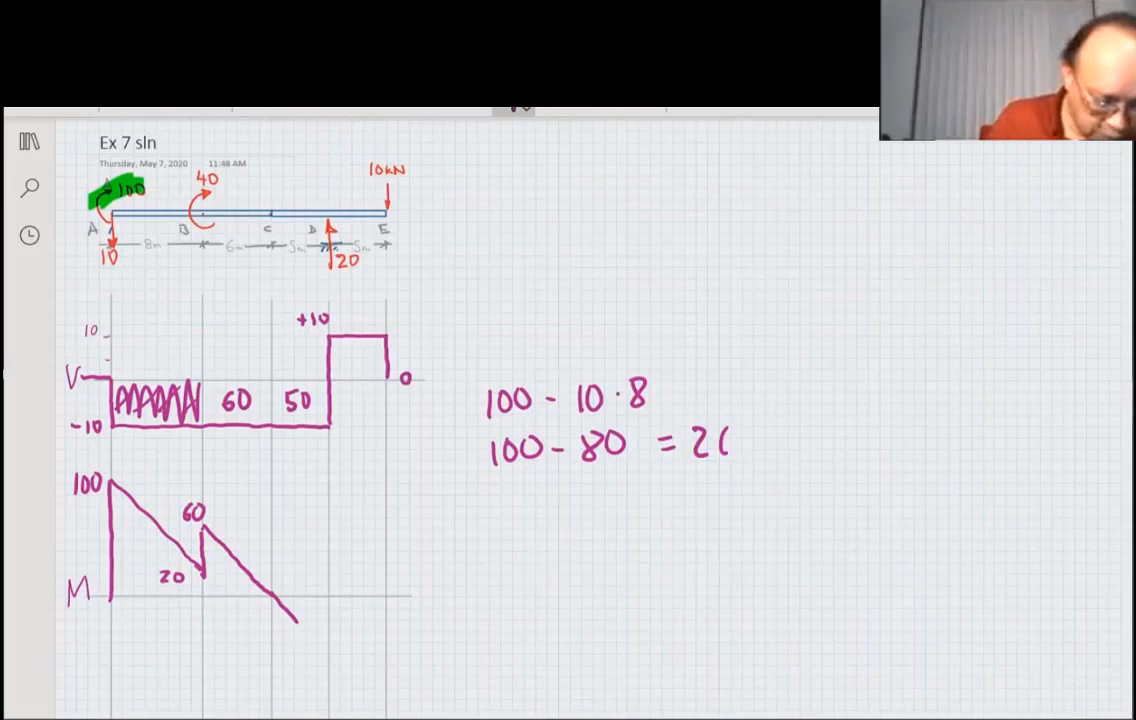 Ex 7 sln
Thursday, May 7, 2020 11:48 AM
100
40
10kN
A B C D E
8m 6m 5m 5m
10
20
+10
10
V
0
60 50
-10
100 - 10 · 8
100 - 80 = 2
100
60
20
M